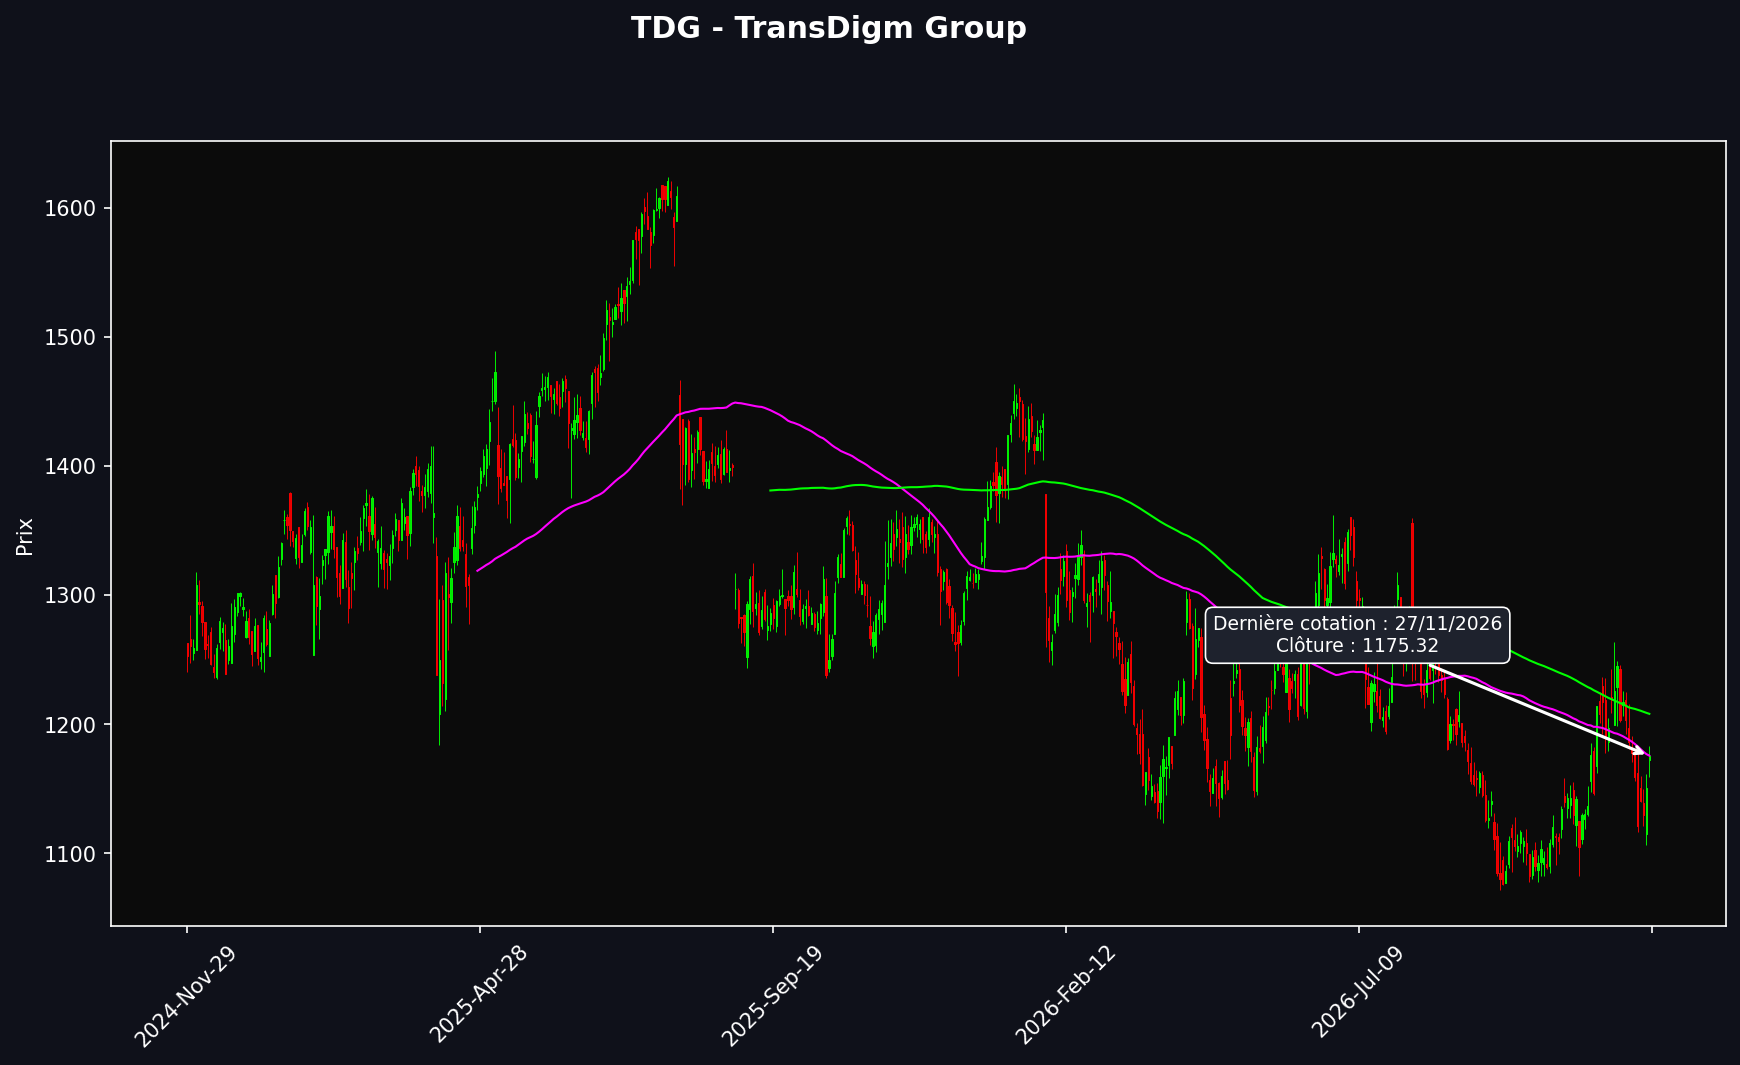 TDG - TransDigm Group
Prix
1600
1500
1400
1300
1200
1100
Dernière cotation : 27/11/2026
Clôture : 1175.32
2024-Nov-29
2025-Apr-28
2025-Sep-19
2026-Feb-12
2026-Jul-09